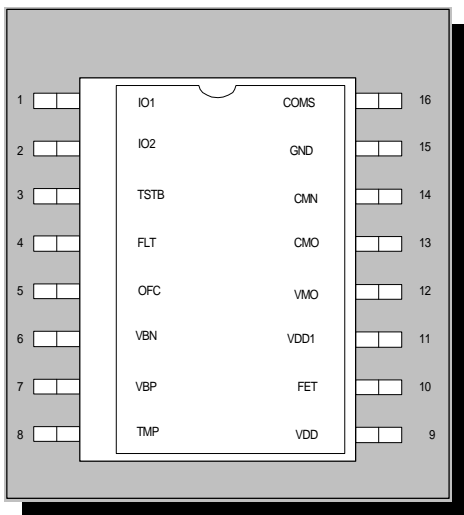 1 IO1 COMS 16
2 IO2 GND 15
3 TSTB CMN 14
4 FLT CMO 13
5 OFC VMO 12
6 VBN VDD1 11
7 VBP FET 10
8 TMP VDD 9